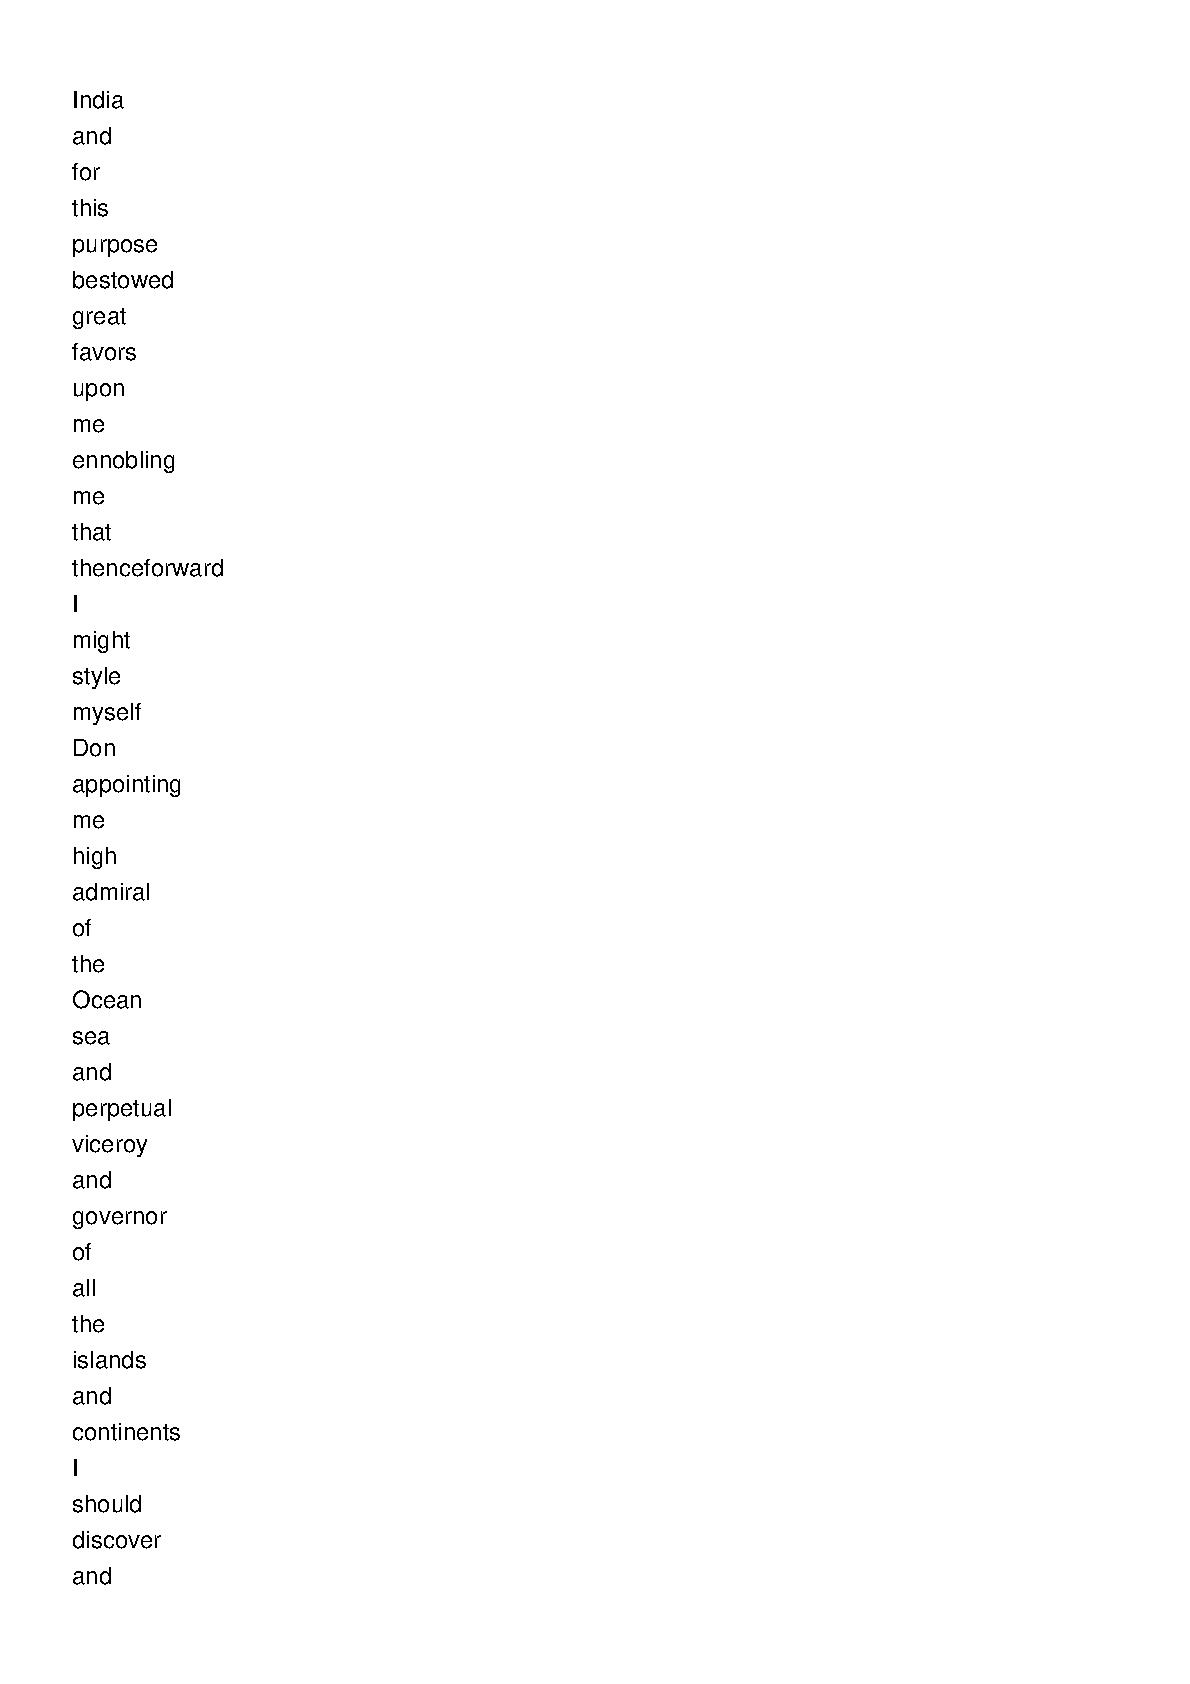 India
and
for
this
purpose
bestowed
great
favors
upon
me
ennobling
me
that
thenceforward
I
might
style
myself
Don
appointing
me
high
admiral
of
the
Ocean
sea
and
perpetual
viceroy
and
governor
of
all
the
islands
and
continents
I
should
discover
and